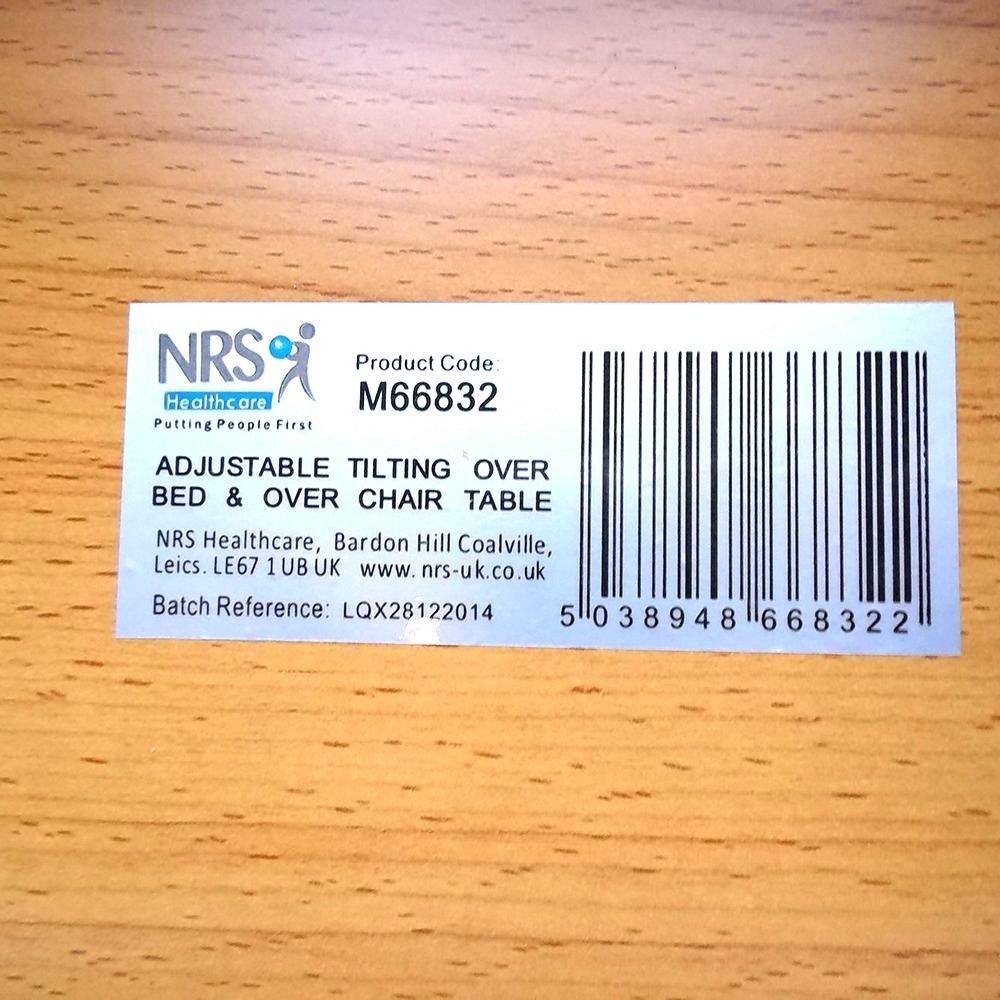 NRS
Healthcare
Putting People First
Product Code:
M66832
ADJUSTABLE TILTING OVER
BED & OVER CHAIR TABLE
NRS Healthcare, Bardon Hill Coalville,
Leics. LE67 1UB UK www.nrs-uk.co.uk
Batch Reference: LQX28122014
5 038948 668322